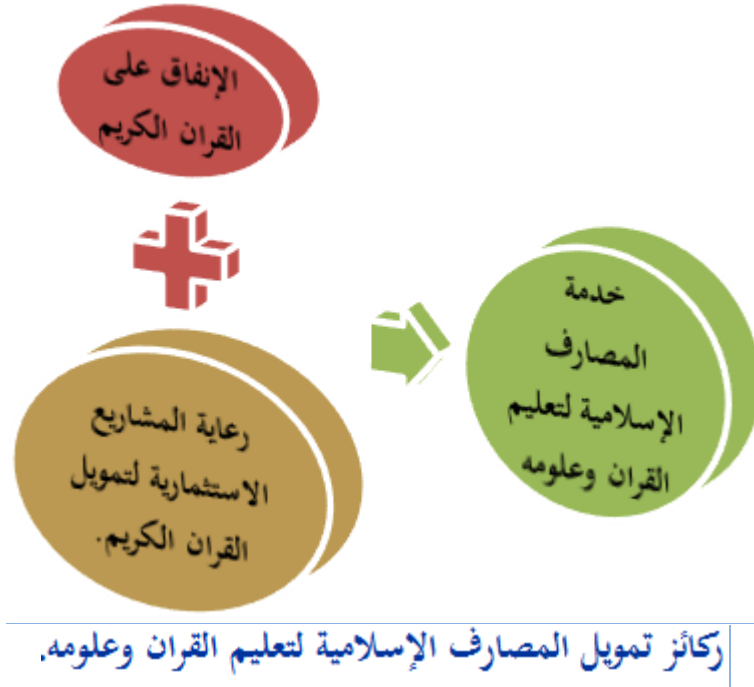 الإنفاق على
القران الكريم
رعاية المشاريع
الاستثمارية لتمويل
القران الكريم.
خدمة
المصارف
الإسلامية لتعليم
القران وعلومه
ركائز تمويل المصارف الإسلامية لتعليم القران وعلومه.